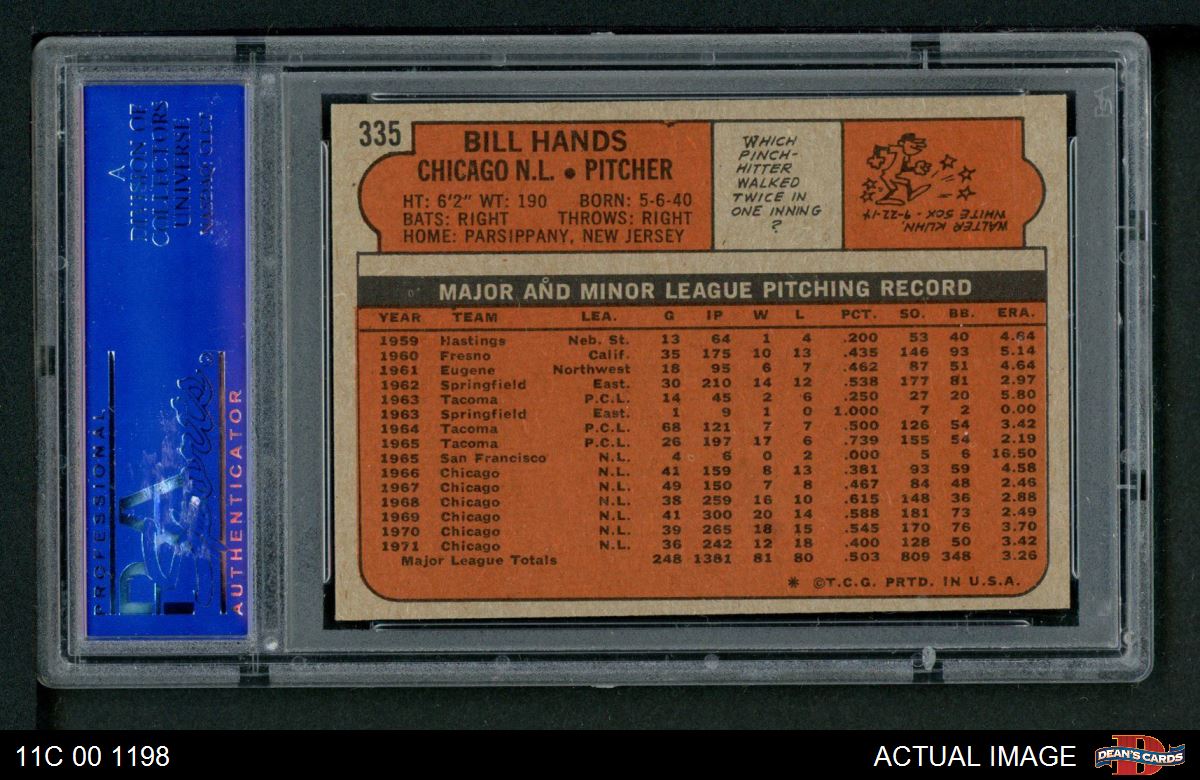 A
DIVISION OF
COLLECTORS
UNIVERSE
NASDAQ: CLCT
PROFESSIONAL
PSA
AUTHENTICATOR
335
BILL HANDS
CHICAGO N.L. • PITCHER
HT: 6'2" WT: 190 BORN: 5-6-40
BATS: RIGHT THROWS: RIGHT
HOME: PARSIPPANY, NEW JERSEY
WHICH
PINCH-
HITTER
WALKED
TWICE IN
ONE INNING
?
WALTER KUHN,
WHITE SOX - 9-22-14
MAJOR AND MINOR LEAGUE PITCHING RECORD
YEAR TEAM LEA. G IP W L PCT. SO. BB. ERA.
1959 Hastings Neb. St. 13 64 1 4 .200 53 40 4.64
1960 Fresno Calif. 35 175 10 13 .435 146 93 5.14
1961 Eugene Northwest 18 95 6 7 .462 87 51 4.64
1962 Springfield East. 30 210 14 12 .538 177 81 2.97
1963 Tacoma P.C.L. 14 45 2 6 .250 27 20 5.80
1963 Springfield East. 1 9 1 0 1.000 7 2 0.00
1964 Tacoma P.C.L. 68 121 7 7 .500 126 54 3.42
1965 Tacoma P.C.L. 26 197 17 6 .739 155 54 2.19
1965 San Francisco N.L. 4 6 0 2 .000 5 6 16.50
1966 Chicago N.L. 41 159 8 13 .381 93 59 4.58
1967 Chicago N.L. 49 150 7 8 .467 84 48 2.46
1968 Chicago N.L. 38 259 16 10 .615 148 36 2.88
1969 Chicago N.L. 41 300 20 14 .588 181 73 2.49
1970 Chicago N.L. 39 265 18 15 .545 170 76 3.70
1971 Chicago N.L. 36 242 12 18 .400 128 50 3.42
Major League Totals 248 1381 81 80 .503 809 348 3.26
* ©T.C.G. PRTD. IN U.S.A.
11C 00 1198
ACTUAL IMAGE
D
DEAN'S CARDS